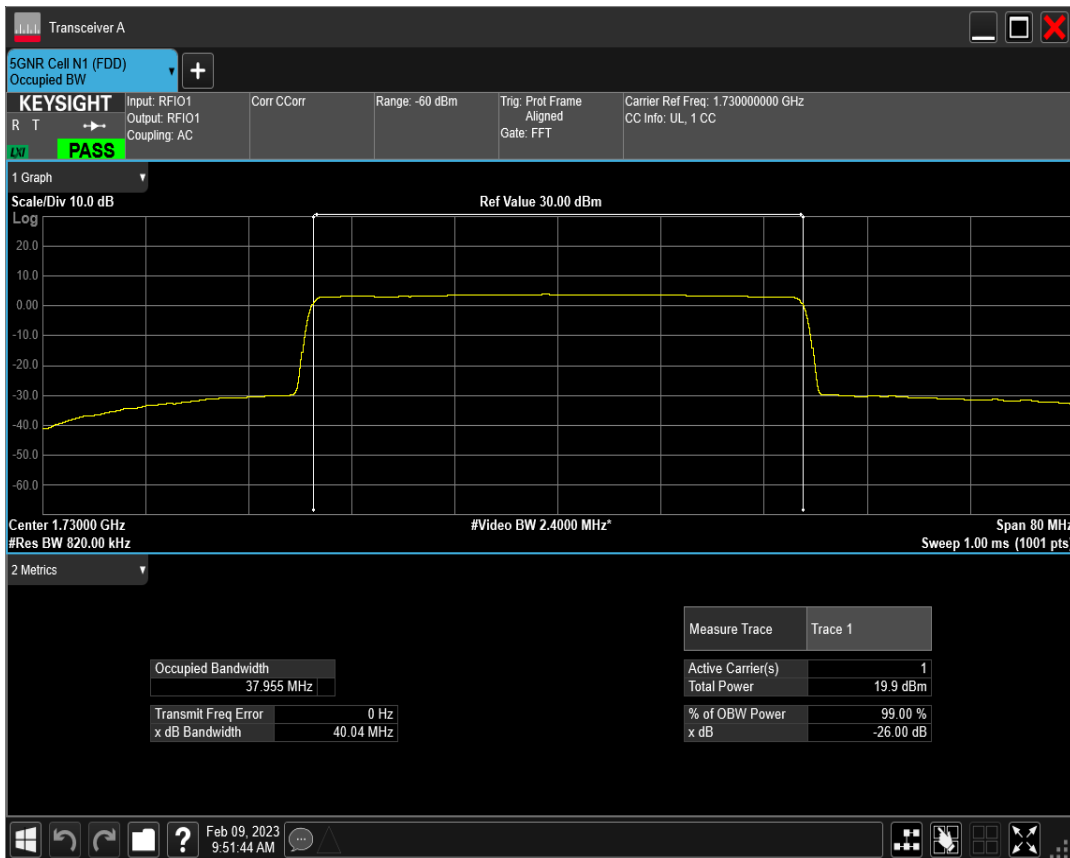 Transceiver A
5GNR Cell N1 (FDD)
Occupied BW
+
KEYSIGHT
R T
LXI
PASS
Input: RFIO1
Output: RFIO1
Coupling: AC
Corr CCorr
Range: -60 dBm
Trig: Prot Frame
Aligned
Gate: FFT
Carrier Ref Freq: 1.730000000 GHz
CC Info: UL, 1 CC
1 Graph
Scale/Div 10.0 dB
Ref Value 30.00 dBm
Log
20.0
10.0
0.00
-10.0
-20.0
-30.0
-40.0
-50.0
-60.0
Center 1.73000 GHz
#Video BW 2.4000 MHz*
Span 80 MHz
#Res BW 820.00 kHz
Sweep 1.00 ms (1001 pts)
2 Metrics
Measure Trace Trace 1
Occupied Bandwidth
37.955 MHz
Active Carrier(s) 1
Total Power 19.9 dBm
Transmit Freq Error 0 Hz
x dB Bandwidth 40.04 MHz
% of OBW Power 99.00 %
x dB -26.00 dB
?
Feb 09, 2023
9:51:44 AM